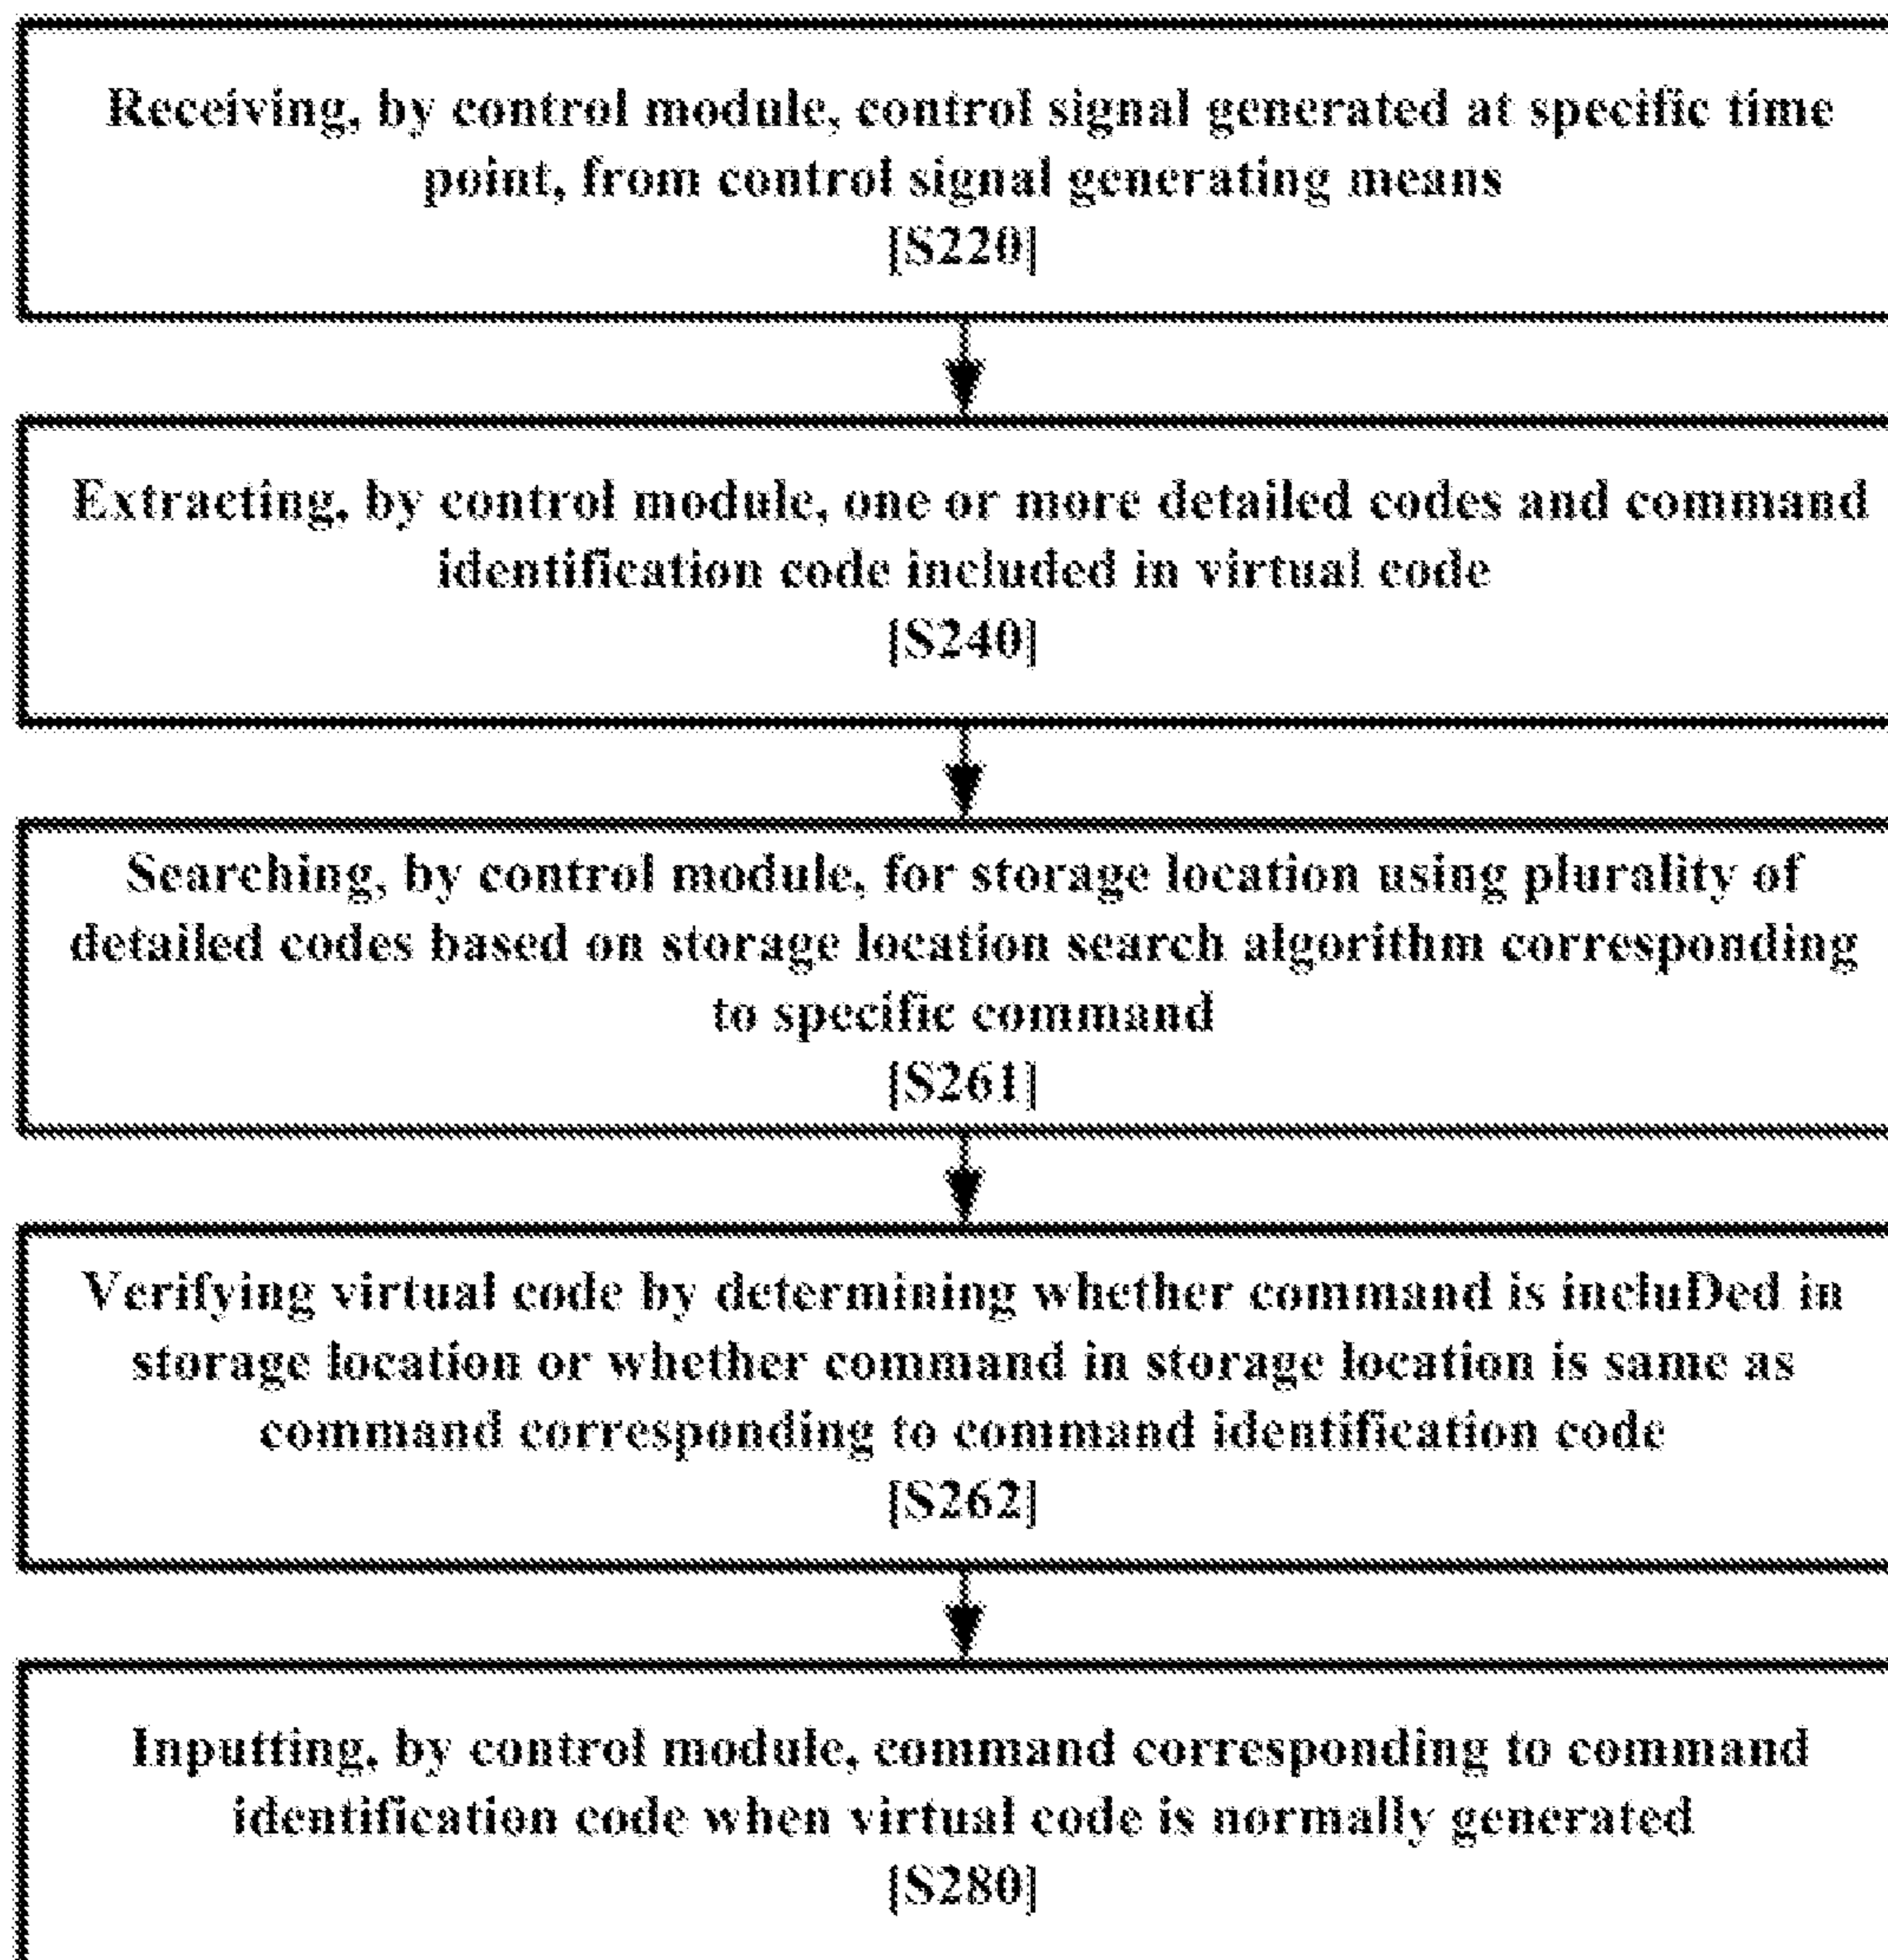 Receiving, by control module, control signal generated at specific time
point, from control signal generating means
[S220]
Extracting, by control module, one or more detailed codes and command
identification code included in virtual code
[S240]
Searching, by control module, for storage location using plurality of
detailed codes based on storage location search algorithm corresponding
to specific command
[S261]
Verifying virtual code by determining whether command is incluDed in
storage location or whether command in storage location is same as
command corresponding to command identification code
[S262]
Inputting, by control module, command corresponding to command
identification code when virtual code is normally generated
[S280]